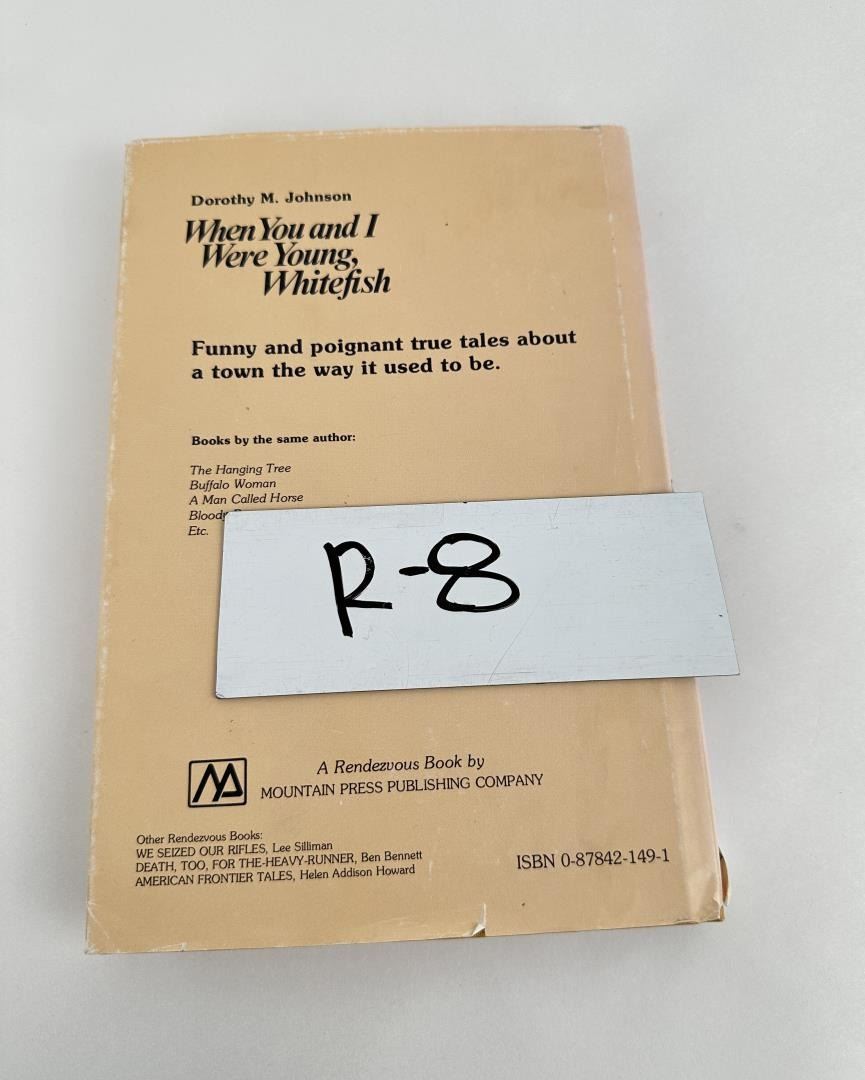 Dorothy M. Johnson
When You and I
Were Young,
Whitefish
Funny and poignant true tales about
a town the way it used to be.
Books by the same author:
The Hanging Tree
Buffalo Woman
A Man Called Horse
Bloody
Etc.
R-8
A Rendezvous Book by
MOUNTAIN PRESS PUBLISHING COMPANY
Other Rendezvous Books:
WE SEIZED OUR RIFLES, Lee Silliman
DEATH, TOO, FOR THE-HEAVY-RUNNER, Ben Bennett
AMERICAN FRONTIER TALES, Helen Addison Howard
ISBN 0-87842-149-1